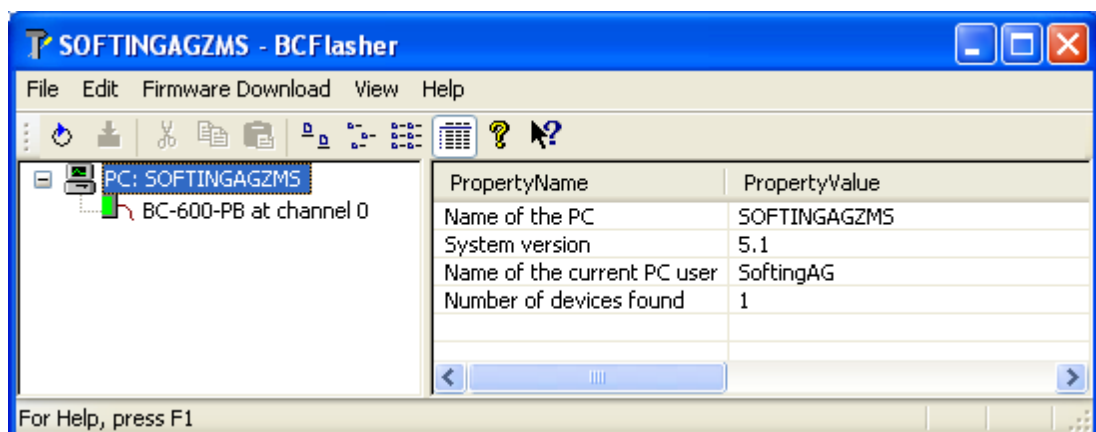 SOFTINGAGZMS - BCFlasher
File Edit Firmware Download View Help
PC: SOFTINGAGZMS
BC-600-PB at channel 0
PropertyName PropertyValue
Name of the PC SOFTINGAGZMS
System version 5.1
Name of the current PC user SoftingAG
Number of devices found 1
For Help, press F1